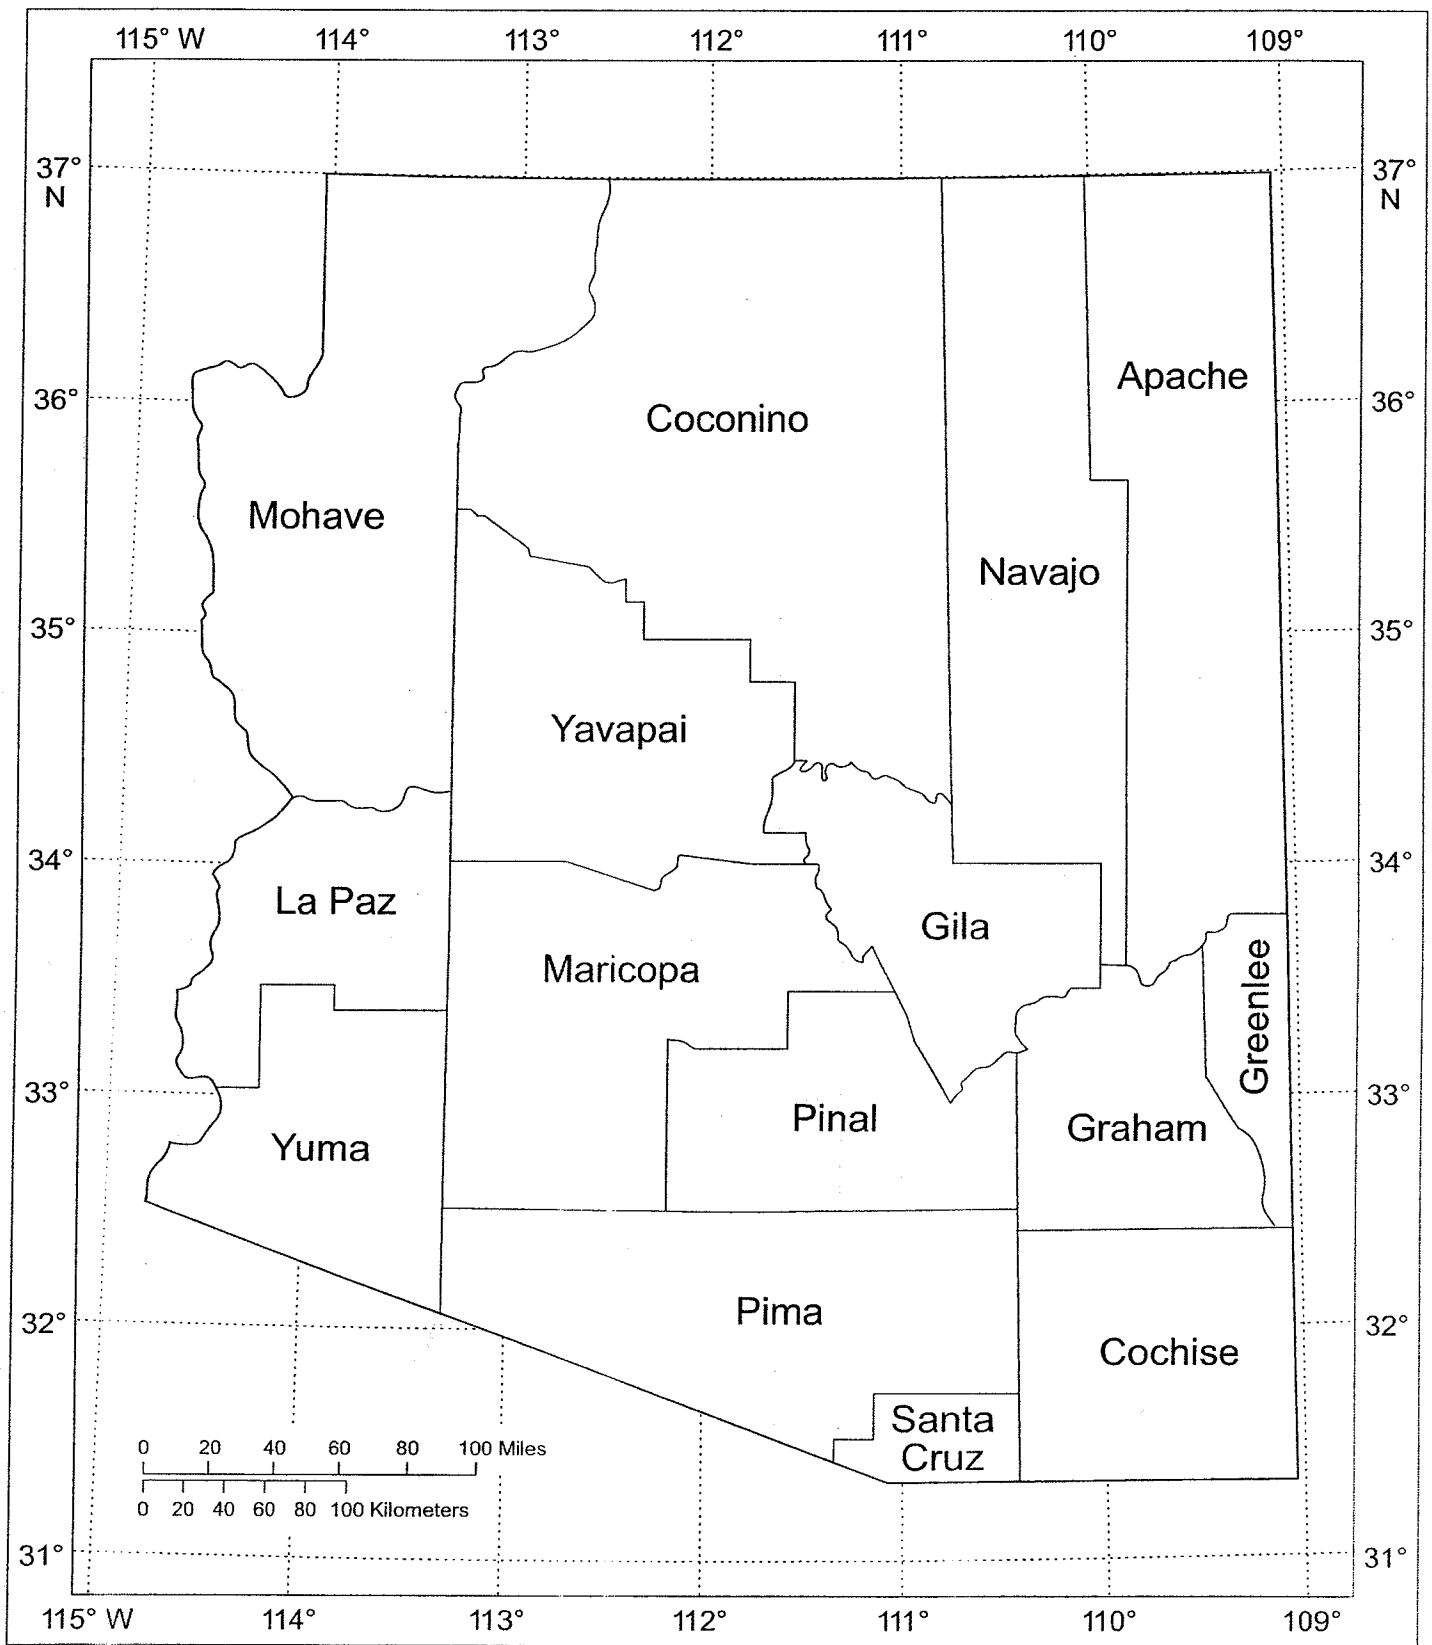 115° W 114° 113° 112° 111° 110° 109°
37° 37°
N N
Apache
36° 36°
Coconino
Mohave
Navajo
35° 35°
Yavapai
34° 34°
La Paz
Gila
Maricopa
Greenlee
33° 33°
Pinal
Graham
Yuma
Pima
32° 32°
Cochise
Santa
Cruz
0 20 40 60 80 100 Miles
0 20 40 60 80 100 Kilometers
31° 31°
115° W 114° 113° 112° 111° 110° 109°